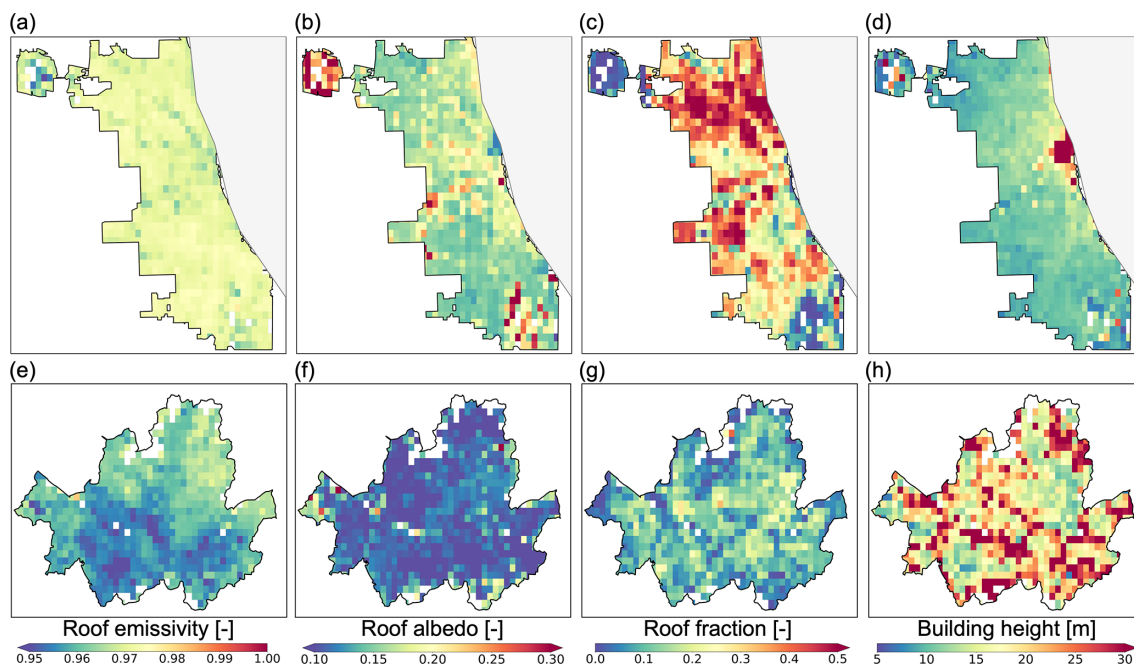 (a) (b) (c) (d)
(e) (f) (g) (h)
Roof emissivity [-] Roof albedo [-] Roof fraction [-] Building height [m]
0.95 0.96 0.97 0.98 0.99 1.00 0.10 0.15 0.20 0.25 0.30 0.0 0.1 0.2 0.3 0.4 0.5 5 10 15 20 25 30